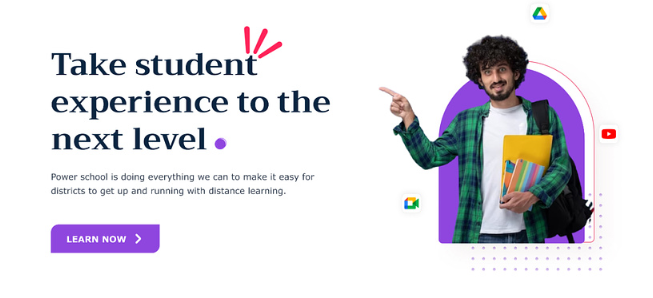 Take student
experience to the
next level
Power school is doing everything we can to make it easy for
districts to get up and running with distance learning.
LEARN NOW